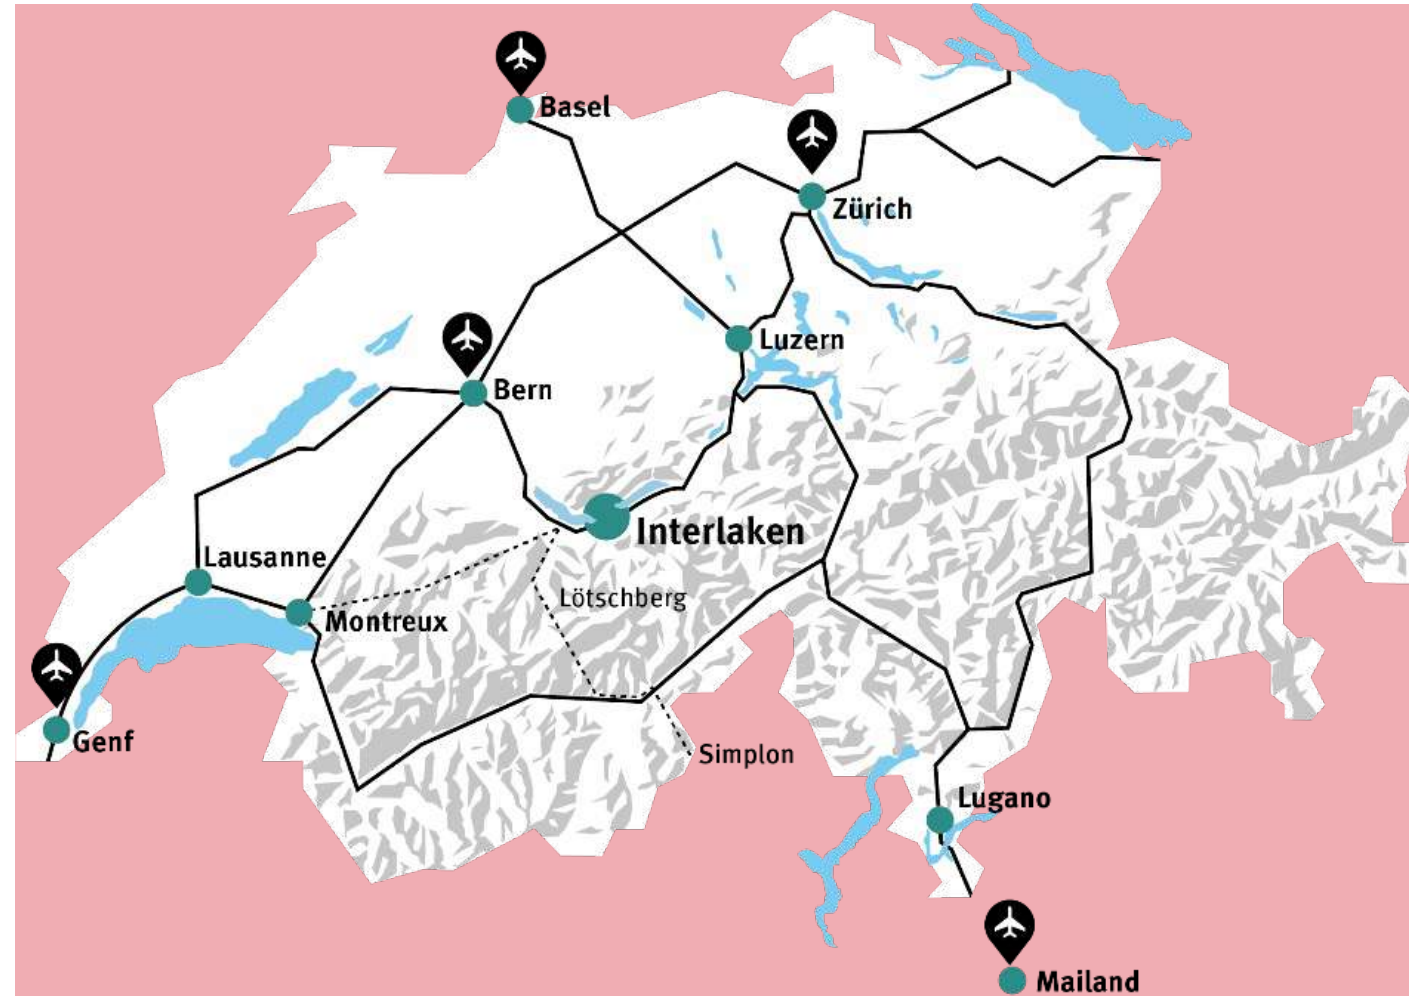 Basel
Zürich
Luzern
Bern
Interlaken
Lausanne
Lötschberg
Montreux
Genf
Simplon
Lugano
Mailand